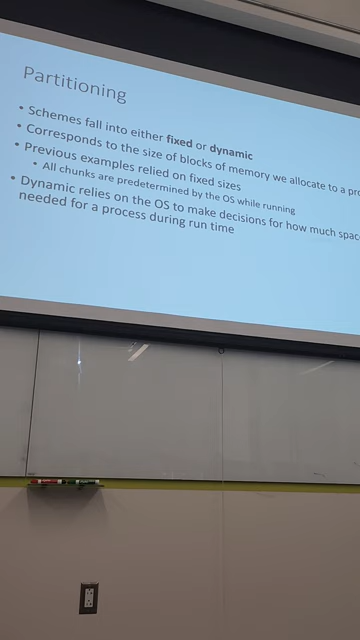 Partitioning
• Schemes fall into either fixed or dynamic
• Corresponds to the size of blocks of memory we allocate to a
• Previous examples relied on fixed sizes
• All chunks are predetermined by the OS while running
• Dynamic relies on the OS to make decisions for how much
needed for a process during run time